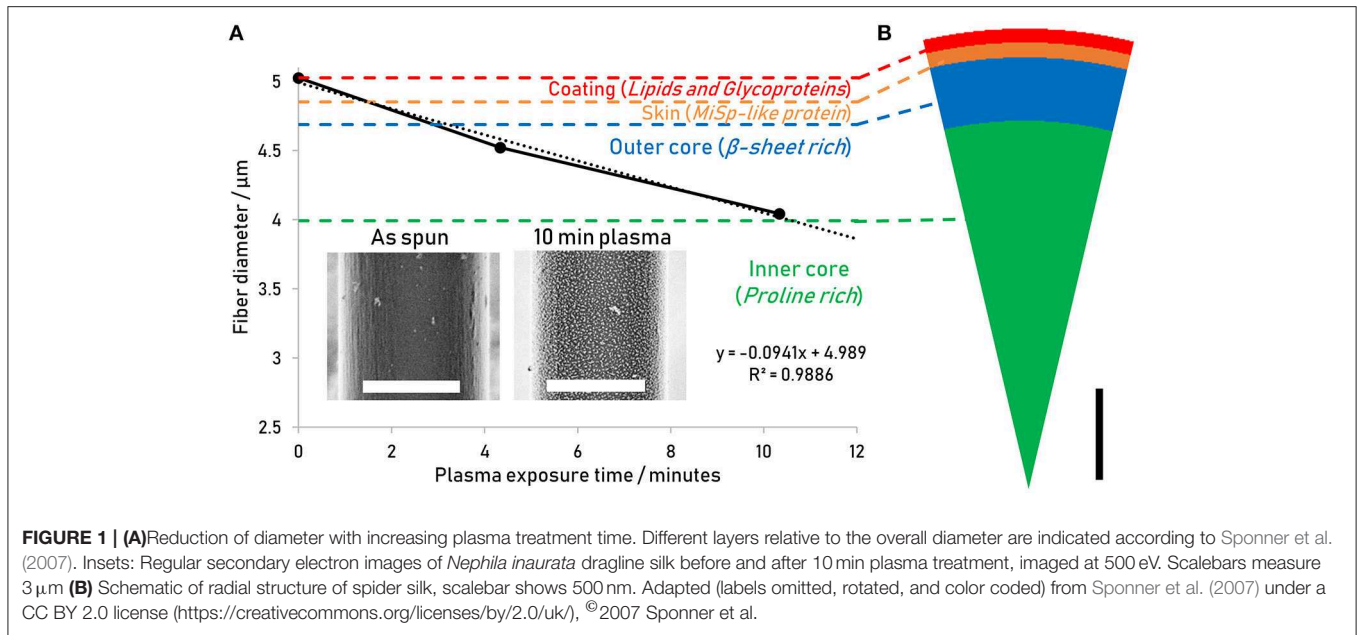 A
B
5
4.5
4
3.5
3
2.5
Fiber diameter / µm
0
2
4
6
8
10
12
Plasma exposure time / minutes
Coating (Lipids and Glycoproteins)
Skin (MiSp-like protein)
Outer core (β-sheet rich)
Inner core
(Proline rich)
As spun
10 min plasma
y = -0.0941x + 4.989
R² = 0.9886
FIGURE 1 | (A)Reduction of diameter with increasing plasma treatment time. Different layers relative to the overall diameter are indicated according to Sponner et al.
(2007). Insets: Regular secondary electron images of Nephila inaurata dragline silk before and after 10 min plasma treatment, imaged at 500 eV. Scalebars measure
3 µm (B) Schematic of radial structure of spider silk, scalebar shows 500 nm. Adapted (labels omitted, rotated, and color coded) from Sponner et al. (2007) under a
CC BY 2.0 license (https://creativecommons.org/licenses/by/2.0/uk/), ©2007 Sponner et al.